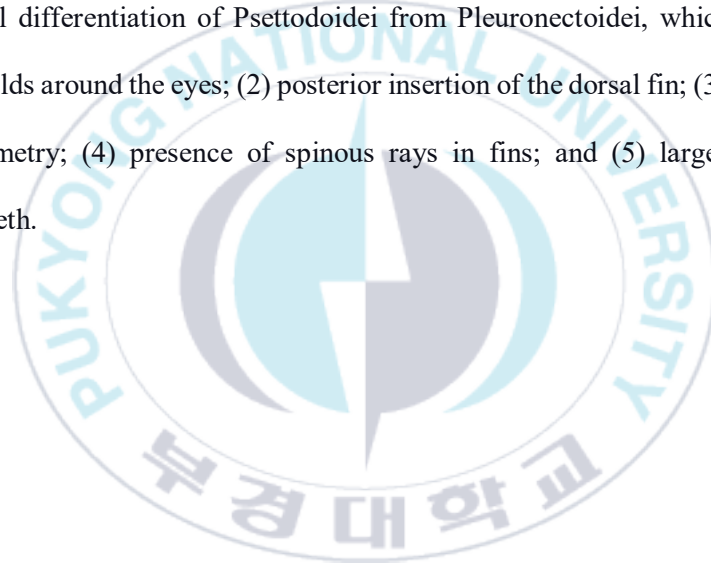 l differentiation of Psettodoidei from Pleuronectoidei, whic
lds around the eyes; (2) posterior insertion of the dorsal fin; (3
metry; (4) presence of spinous rays in fins; and (5) large
eth.
PUKYONG NATIONAL UNIVERSITY
부경대학교